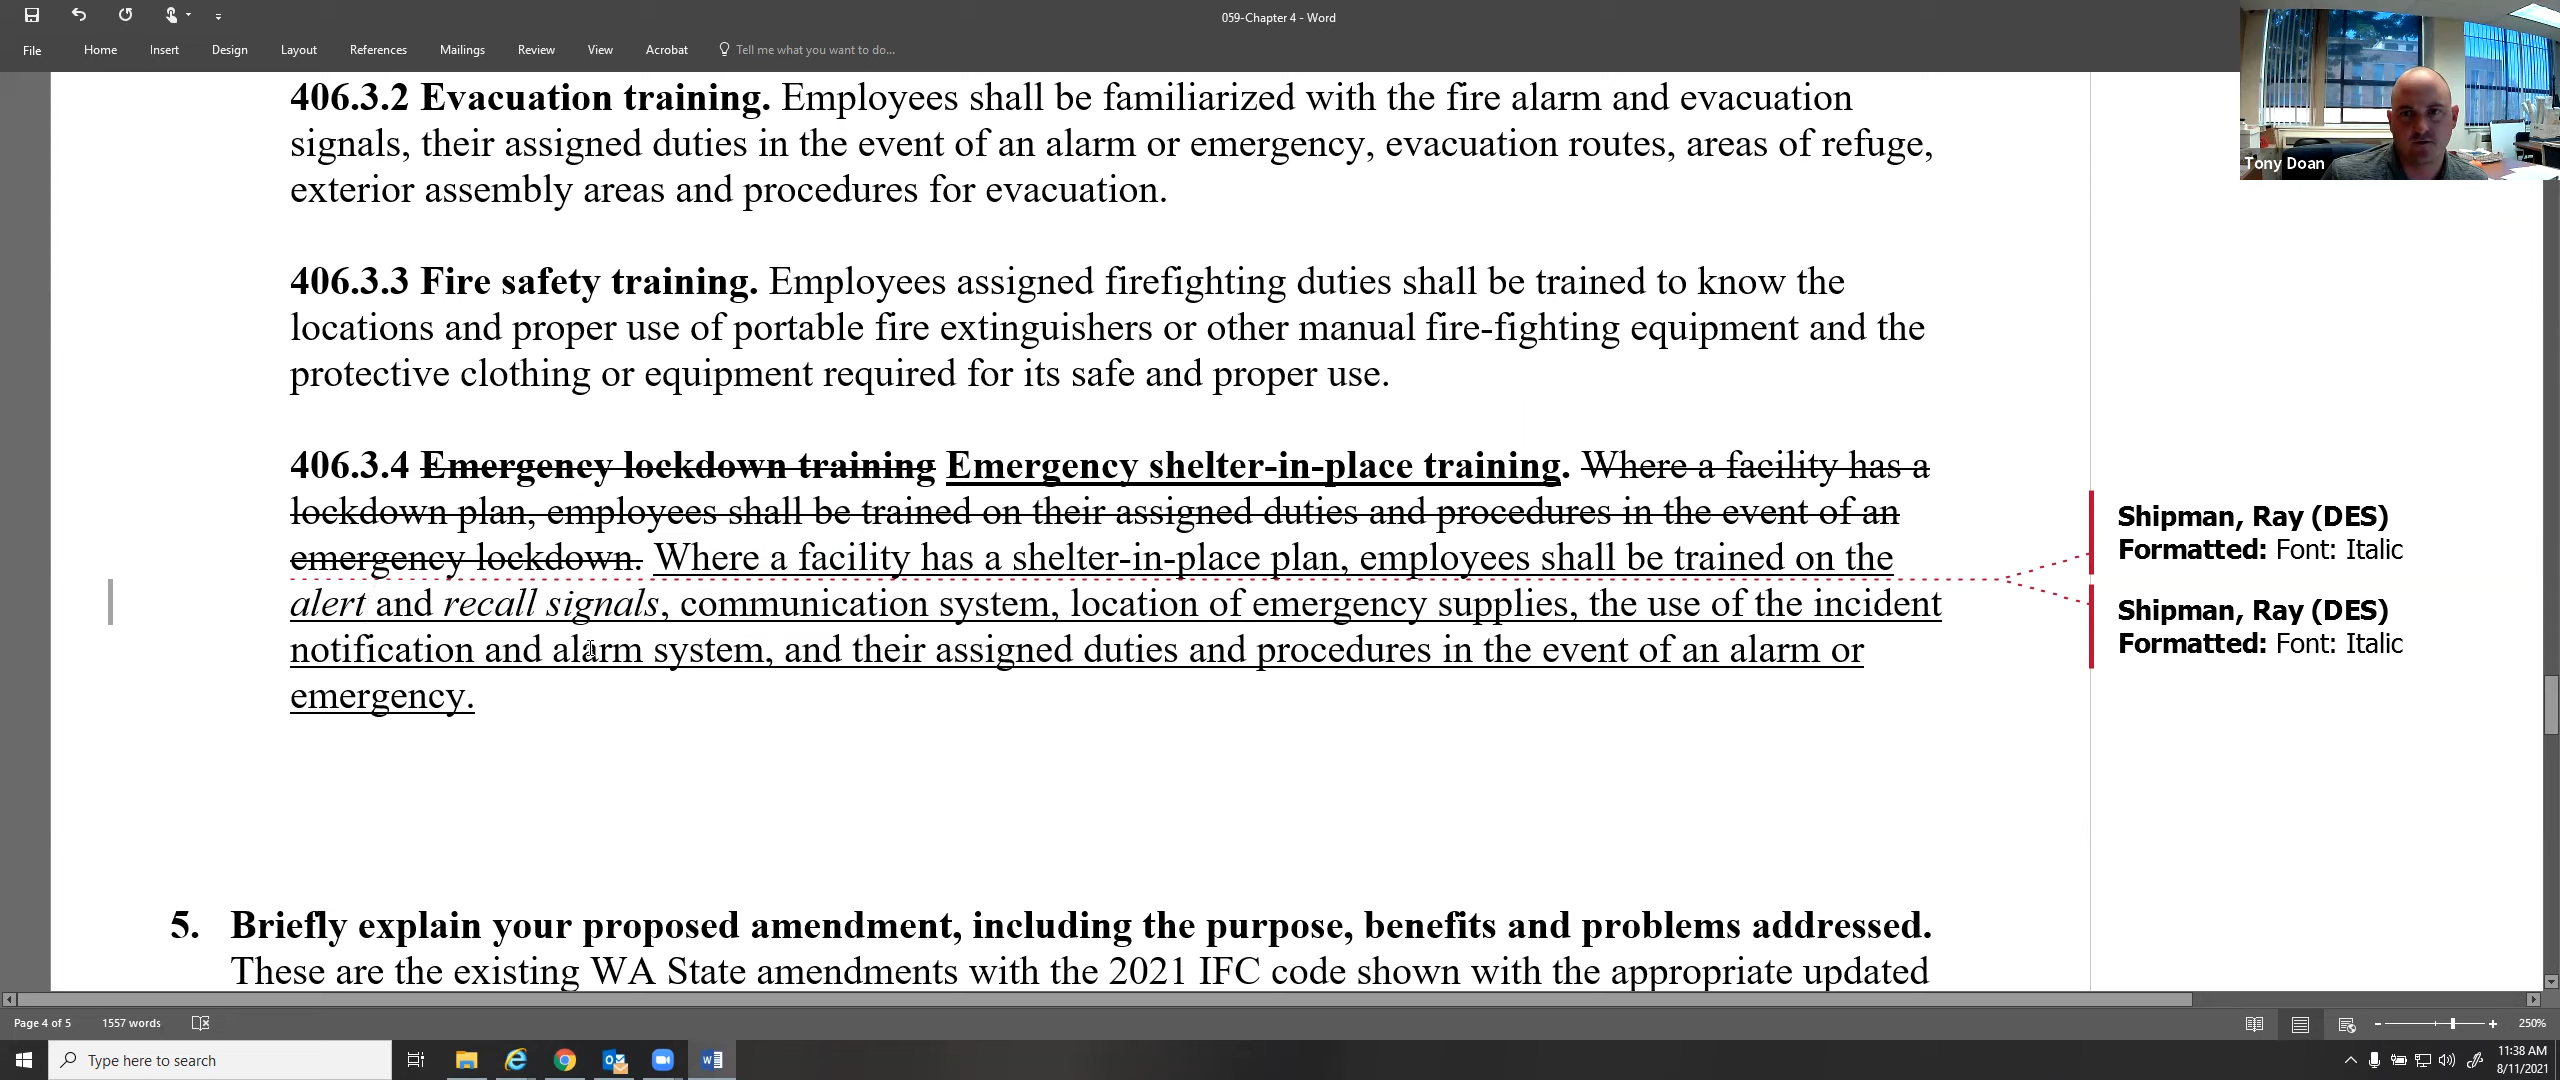 059-Chapter 4 - Word
File Home Insert Design Layout References Mailings Review View Acrobat Tell me what you want to do...
Tony Doan
406.3.2 Evacuation training. Employees shall be familiarized with the fire alarm and evacuation
signals, their assigned duties in the event of an alarm or emergency, evacuation routes, areas of refuge,
exterior assembly areas and procedures for evacuation.
406.3.3 Fire safety training. Employees assigned firefighting duties shall be trained to know the
locations and proper use of portable fire extinguishers or other manual fire-fighting equipment and the
protective clothing or equipment required for its safe and proper use.
406.3.4 Emergency lockdown training Emergency shelter-in-place training. Where a facility has a
lockdown plan, employees shall be trained on their assigned duties and procedures in the event of an
emergency lockdown. Where a facility has a shelter-in-place plan, employees shall be trained on the
alert and recall signals, communication system, location of emergency supplies, the use of the incident
notification and alarm system, and their assigned duties and procedures in the event of an alarm or
emergency.
Shipman, Ray (DES)
Formatted: Font: Italic
Shipman, Ray (DES)
Formatted: Font: Italic
5. Briefly explain your proposed amendment, including the purpose, benefits and problems addressed.
These are the existing WA State amendments with the 2021 IFC code shown with the appropriate updated
Page 4 of 5 1557 words 250%
Type here to search
11:38 AM
8/11/2021